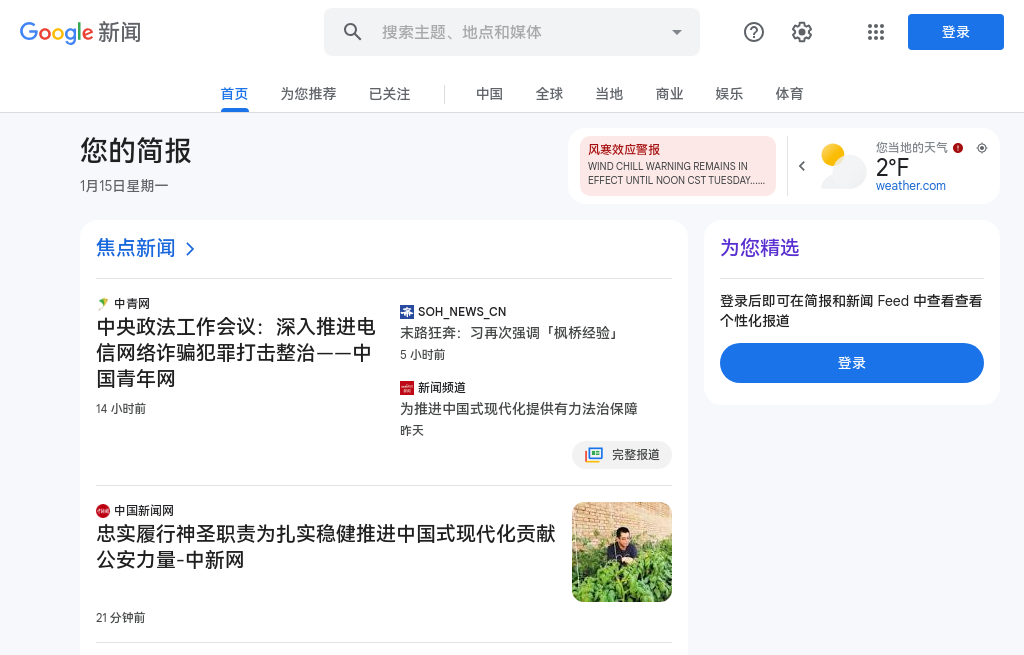 Google 新闻
搜索主题、地点和媒体
登录
首页 为您推荐 已关注 中国 全球 当地 商业 娱乐 体育
您的简报
1月15日星期一
风寒效应警报
WIND CHILL WARNING REMAINS IN
EFFECT UNTIL NOON CST TUESDAY......
您当地的天气
2°F
weather.com
焦点新闻
中青网
中央政法工作会议：深入推进电
信网络诈骗犯罪打击整治——中
国青年网
14 小时前
SOH_NEWS_CN
末路狂奔：习再次强调「枫桥经验」
5 小时前
新闻频道
为推进中国式现代化提供有力法治保障
昨天
完整报道
中国新闻网
忠实履行神圣职责为扎实稳健推进中国式现代化贡献
公安力量-中新网
21 分钟前
为您精选
登录后即可在简报和新闻 Feed 中查看查看
个性化报道
登录